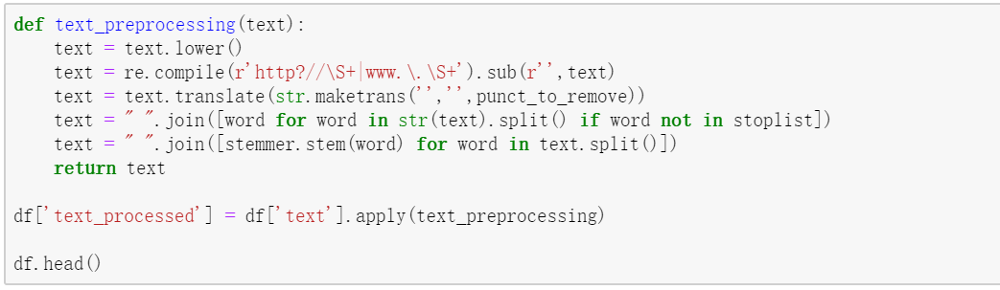 def text_preprocessing(text):
    text = text.lower()
    text = re.compile(r'http?//\S+|www.\.\S+').sub(r'',text)
    text = text.translate(str.maketrans('','',punct_to_remove))
    text = " ".join([word for word in str(text).split() if word not in stoplist])
    text = " ".join([stemmer.stem(word) for word in text.split()])
    return text

df['text_processed'] = df['text'].apply(text_preprocessing)

df.head()